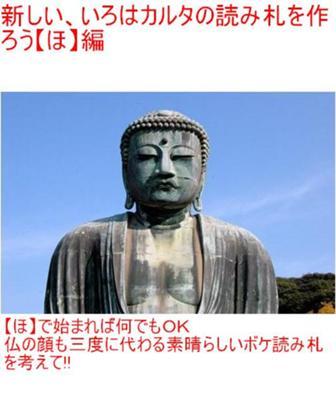 新しい、いろはカルタの読み札を作
ろう【ほ】編
【ほ】で始まれば何でもOK
仏の顔も三度に代わる素晴らしいボケ読み札
を考えて!!